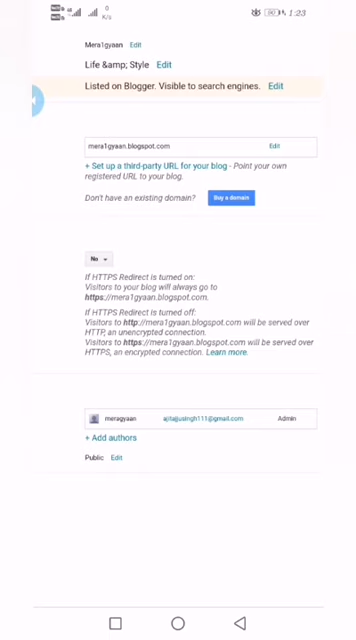 0
K/s
50
1:23
Mera1gyaan Edit
Life &amp; Style Edit
Listed on Blogger. Visible to search engines. Edit
mera1gyaan.blogspot.com Edit
+ Set up a third-party URL for your blog - Point your own
registered URL to your blog.
Don't have an existing domain? Buy a domain
No
If HTTPS Redirect is turned on:
Visitors to your blog will always go to
https://mera1gyaan.blogspot.com.
If HTTPS Redirect is turned off:
Visitors to http://mera1gyaan.blogspot.com will be served over
HTTP, an unencrypted connection.
Visitors to https://mera1gyaan.blogspot.com will be served over
HTTPS, an encrypted connection. Learn more.
meragyaan ajitajjusingh111@gmail.com Admin
+ Add authors
Public Edit